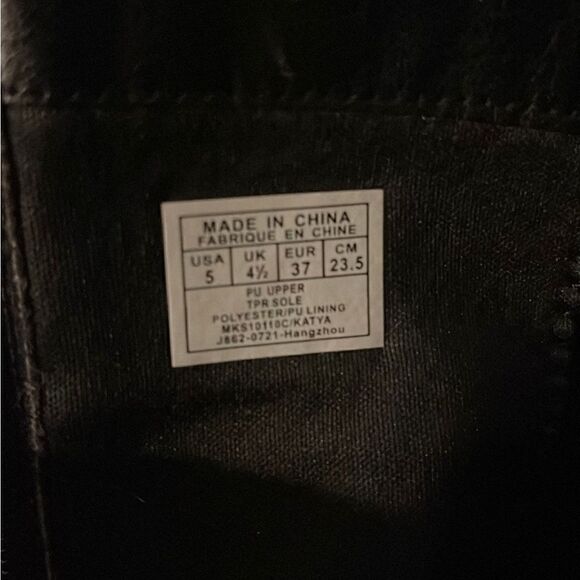 MADE IN CHINA
FABRIQUE EN CHINE
USA UK EUR CM
5 4½ 37 23.5
PU UPPER
TPR SOLE
POLYESTER/PU LINING
MKS10110C/KATYA
J862-0721-Hangzhou